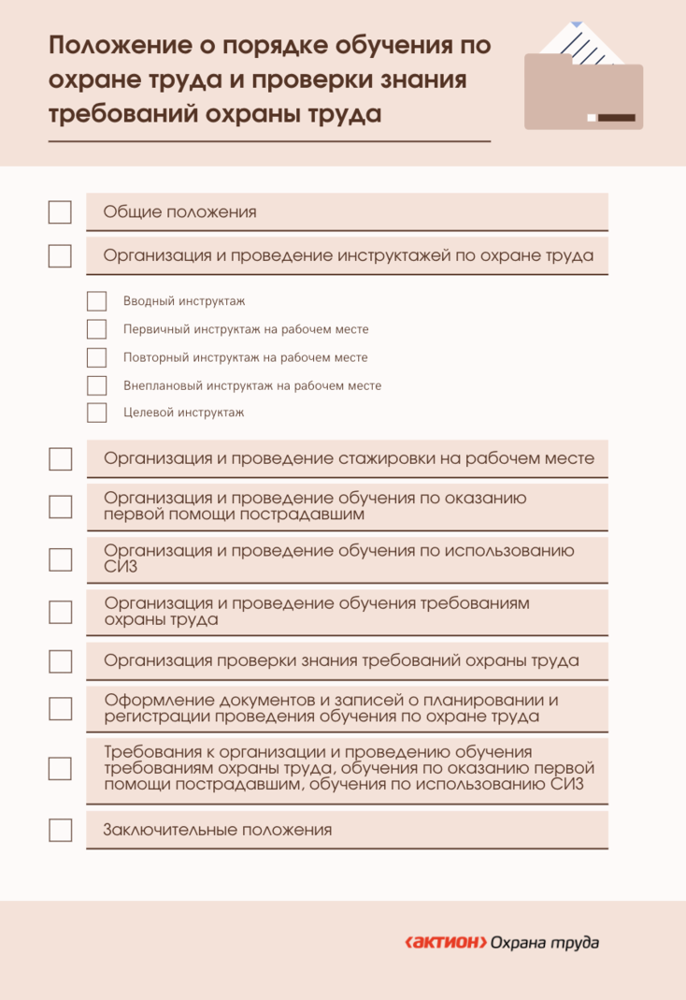 Положение о порядке обучения по
охране труда и проверки знания
требований охраны труда
Общие положения
Организация и проведение инструктажей по охране труда
Вводный инструктаж
Первичный инструктаж на рабочем месте
Повторный инструктаж на рабочем месте
Внеплановый инструктаж на рабочем месте
Целевой инструктаж
Организация и проведение стажировки на рабочем месте
Организация и проведение обучения по оказанию
первой помощи пострадавшим
Организация и проведение обучения по использованию
СИЗ
Организация и проведение обучения требованиям
охраны труда
Организация проверки знания требований охраны труда
Оформление документов и записей о планировании и
регистрации проведения обучения по охране труда
Требования к организации и проведению обучения
требованиям охраны труда, обучения по оказанию первой
помощи пострадавшим, обучения по использованию СИЗ
Заключительные положения
‹актион› Охрана труда